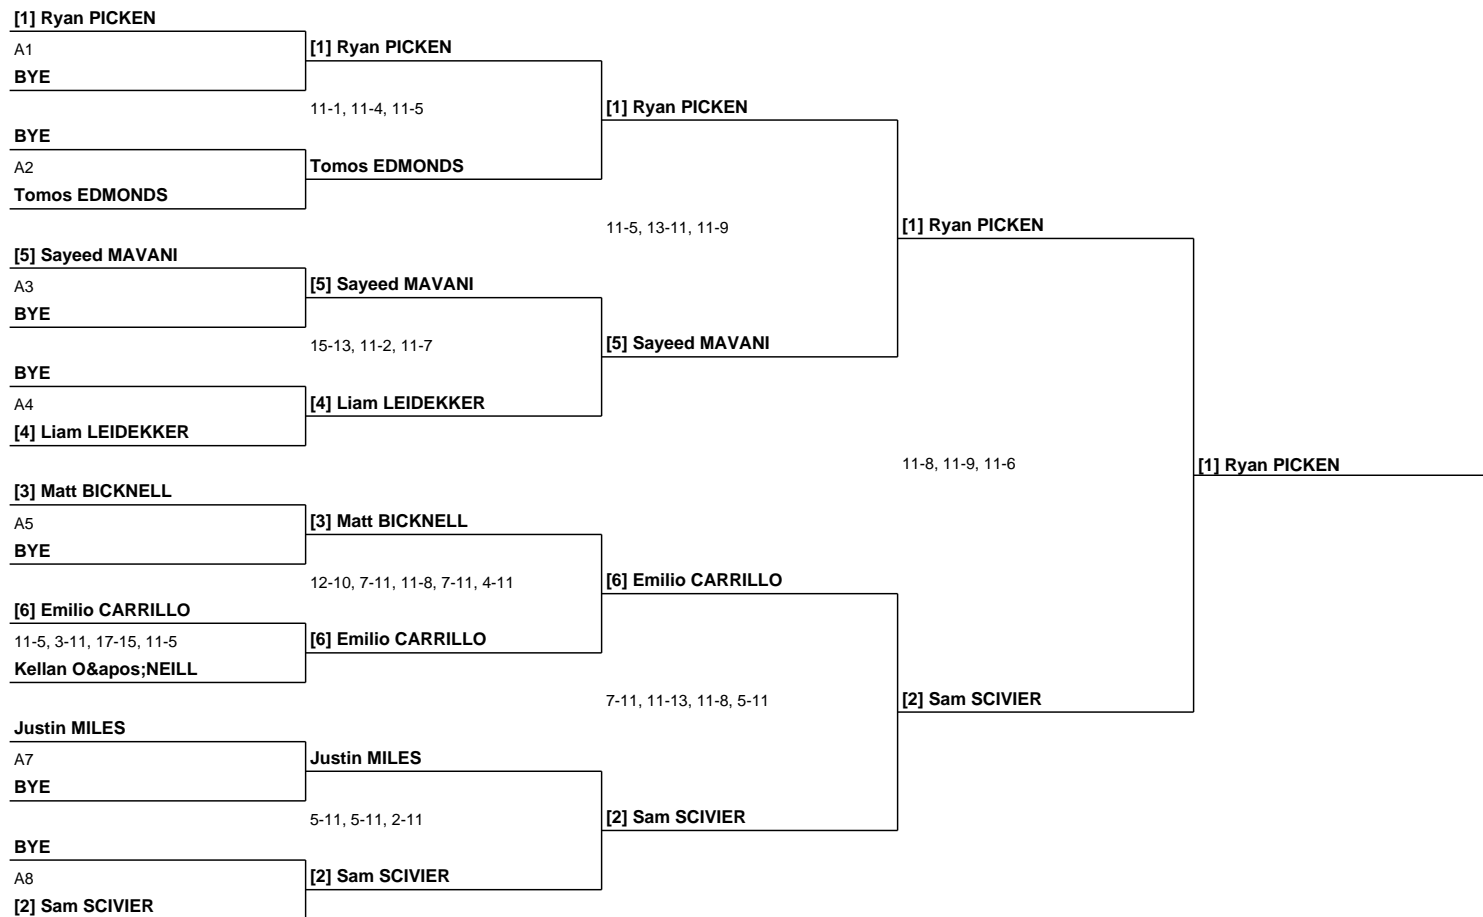 [1] Ryan PICKEN
A1
BYE
BYE
A2
Tomos EDMONDS
[5] Sayeed MAVANI
A3
BYE
BYE
A4
[4] Liam LEIDEKKER
[3] Matt BICKNELL
A5
BYE
[6] Emilio CARRILLO
11-5, 3-11, 17-15, 11-5
Kellan O&apos;NEILL
Justin MILES
A7
BYE
BYE
A8
[2] Sam SCIVIER
[1] Ryan PICKEN
11-1, 11-4, 11-5
Tomos EDMONDS
[5] Sayeed MAVANI
15-13, 11-2, 11-7
[4] Liam LEIDEKKER
[3] Matt BICKNELL
12-10, 7-11, 11-8, 7-11, 4-11
[6] Emilio CARRILLO
Justin MILES
5-11, 5-11, 2-11
[2] Sam SCIVIER
[1] Ryan PICKEN
11-5, 13-11, 11-9
[5] Sayeed MAVANI
[6] Emilio CARRILLO
7-11, 11-13, 11-8, 5-11
[2] Sam SCIVIER
[1] Ryan PICKEN
11-8, 11-9, 11-6
[2] Sam SCIVIER
[1] Ryan PICKEN